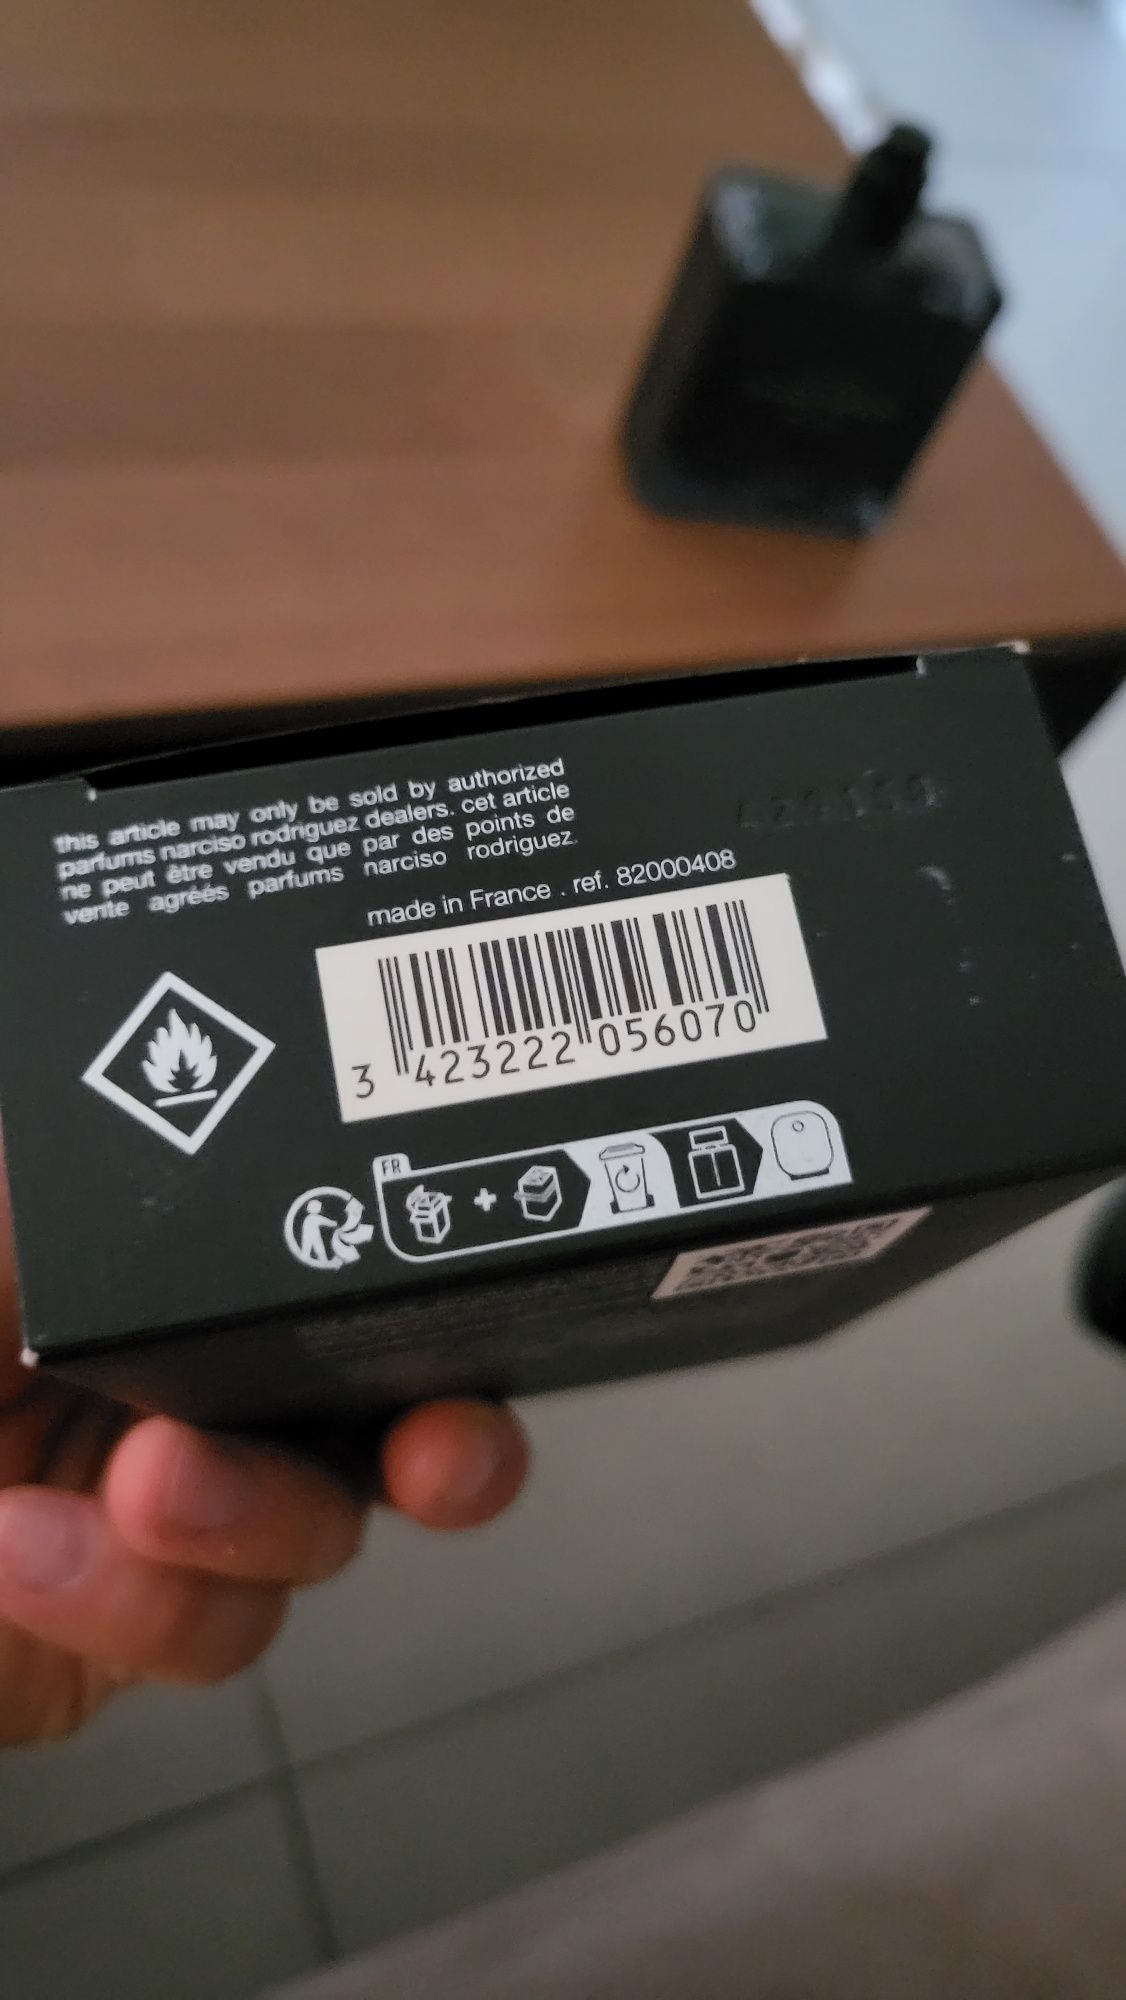 this article may only be sold by authorized
parfums narciso rodriguez dealers. cet article
ne peut être vendu que par des points de
vente agréés parfums narciso rodriguez.
made in France . ref. 82000408
3 423222 056070
FR